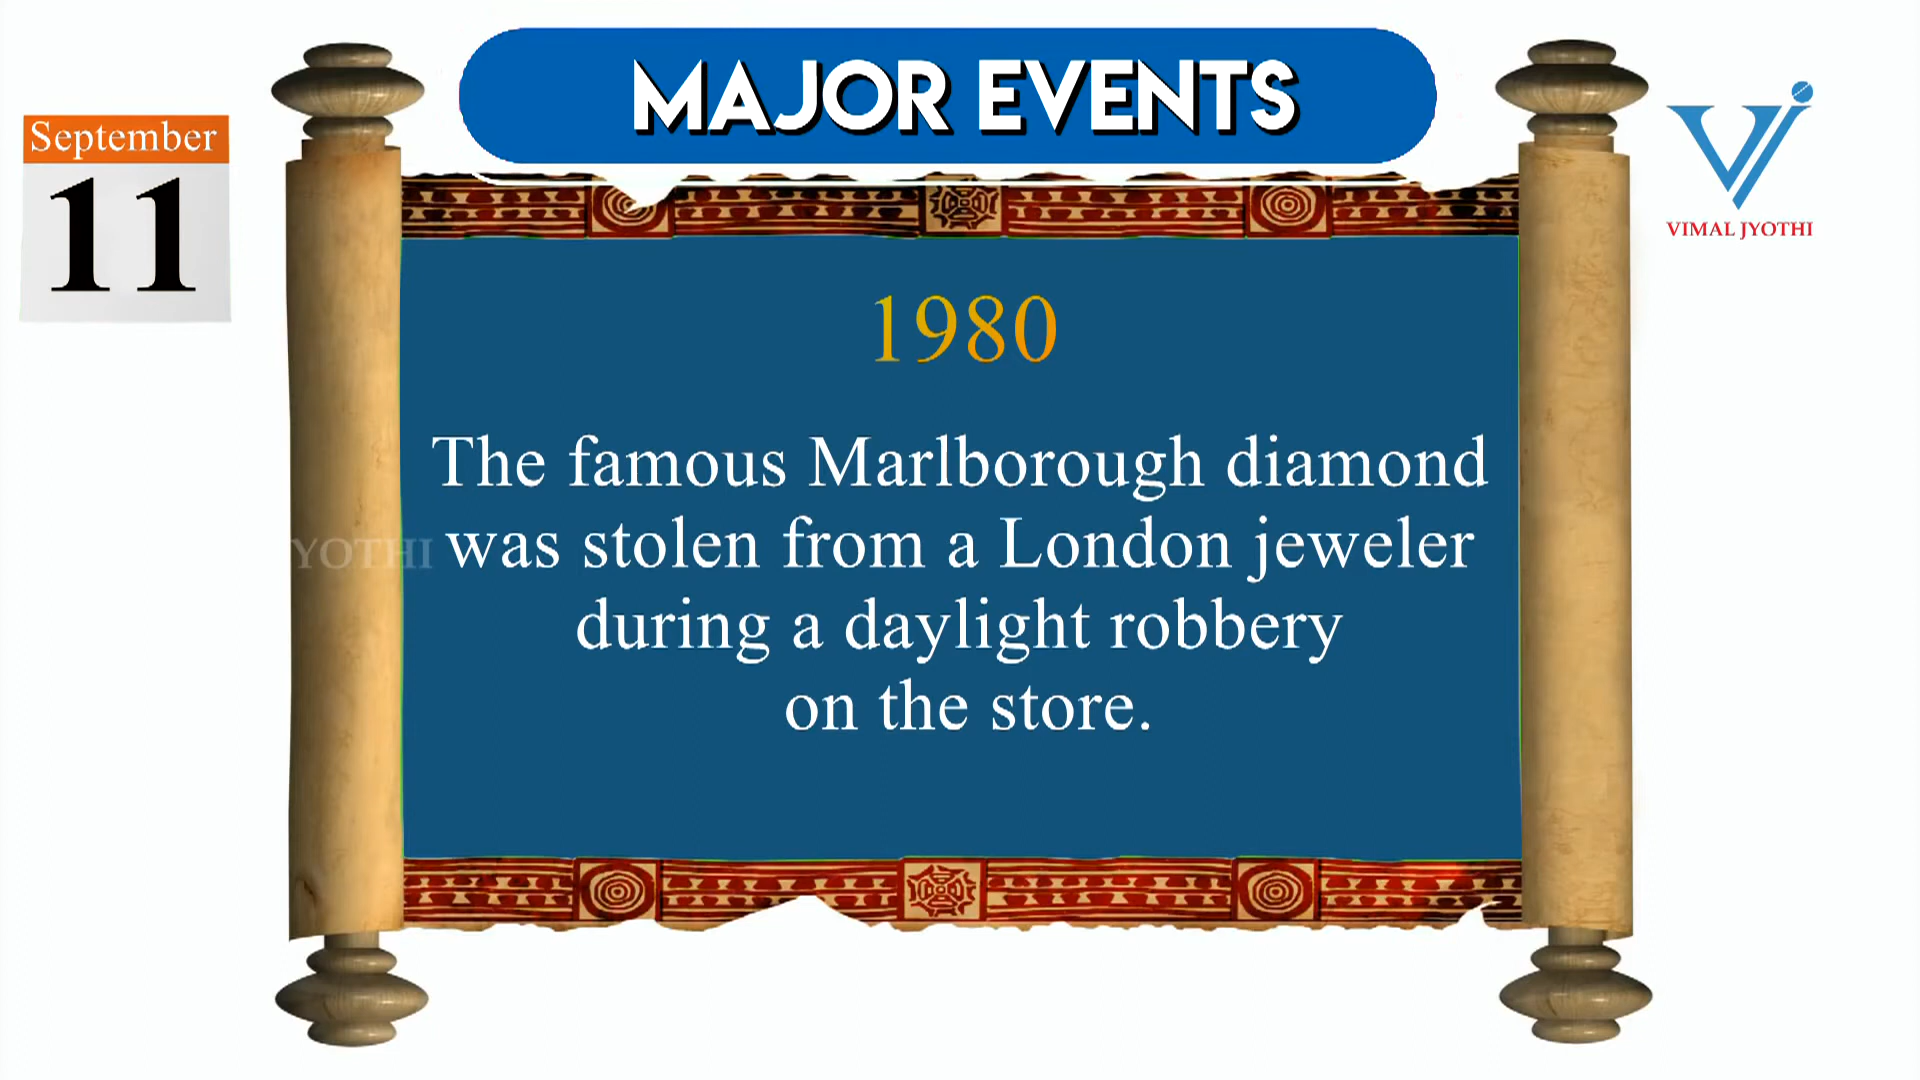 MAJOR EVENTS
September
11
VIMAL JYOTHI
1980
The famous Marlborough diamond
was stolen from a London jeweler
during a daylight robbery
on the store.
YOTHI